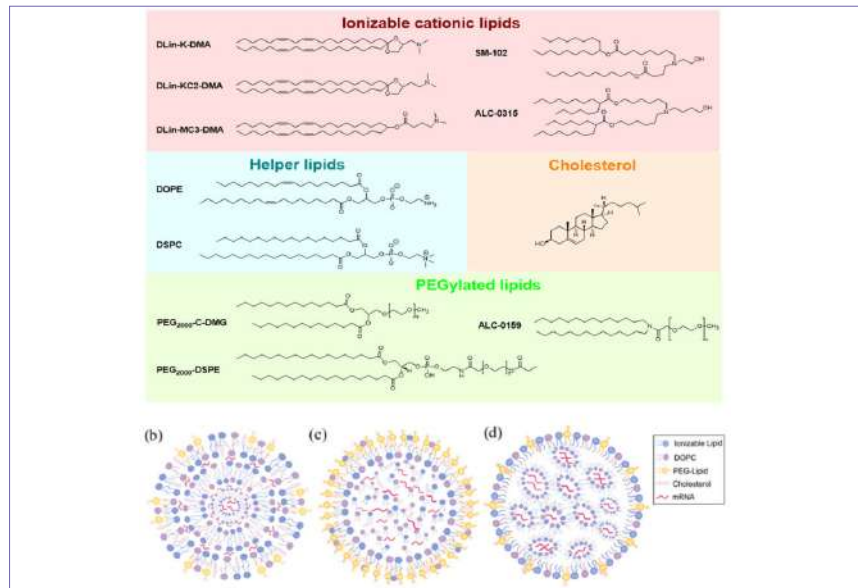 Ionizable cationic lipids
DLin-K-DMA
SM-102
DLin-KC2-DMA
ALC-0315
DLin-MC3-DMA
Helper lipids
Cholesterol
DOPE
DSPC
PEGylated lipids
PEG2000-C-DMG
ALC-0159
PEG2000-DSPE
(b)
(c)
(d)
Ionizable Lipid
DOPC
PEG-Lipid
Cholesterol
mRNA